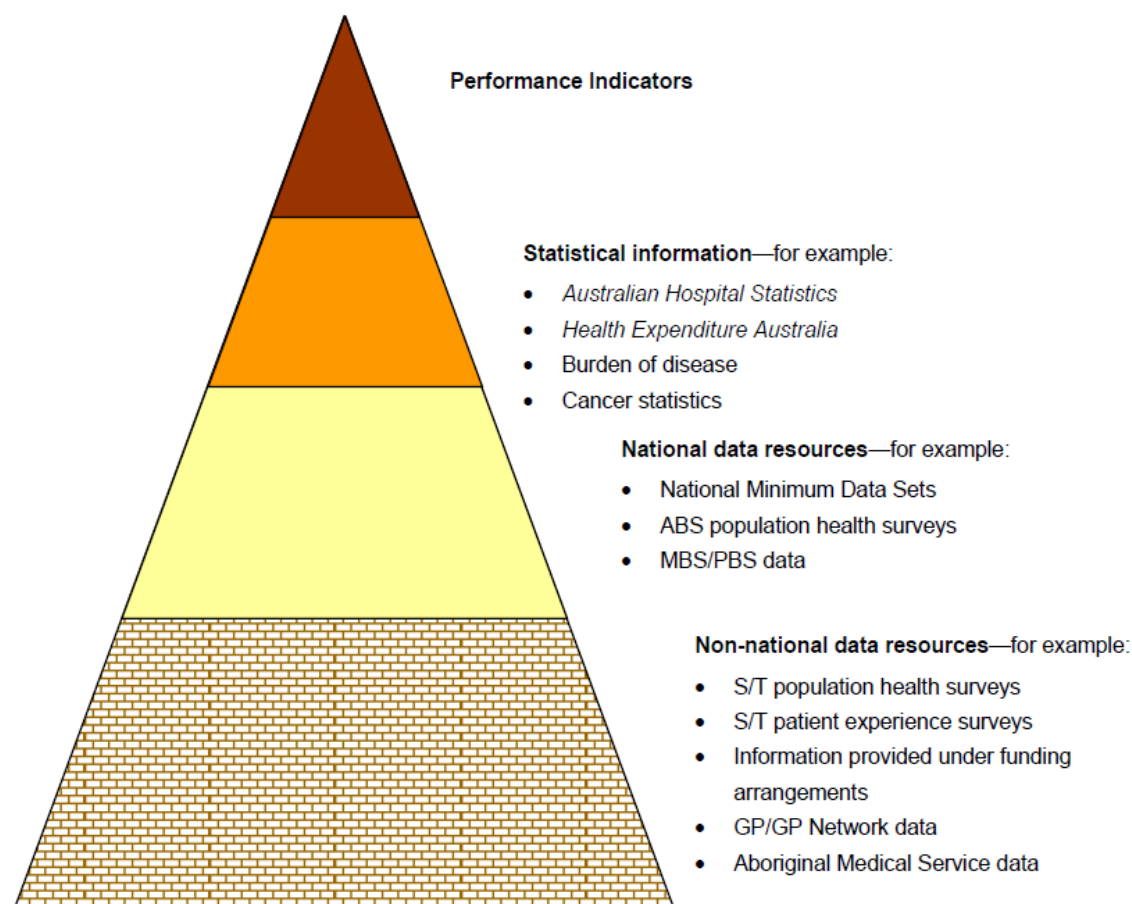 Performance Indicators
Statistical information—for example:
• Australian Hospital Statistics
• Health Expenditure Australia
• Burden of disease
• Cancer statistics
National data resources—for example:
• National Minimum Data Sets
• ABS population health surveys
• MBS/PBS data
Non-national data resources—for example:
• S/T population health surveys
• S/T patient experience surveys
• Information provided under funding
arrangements
• GP/GP Network data
• Aboriginal Medical Service data